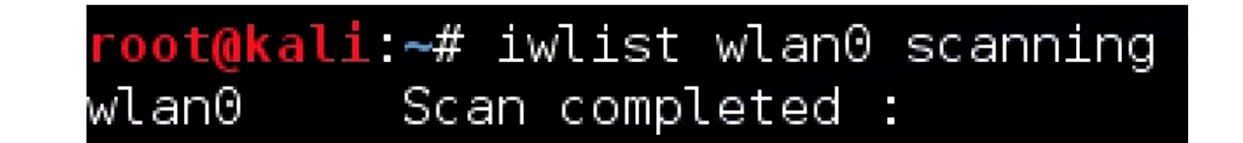 root@kali:~# iwlist wlan0 scanning
wlan0     Scan completed :